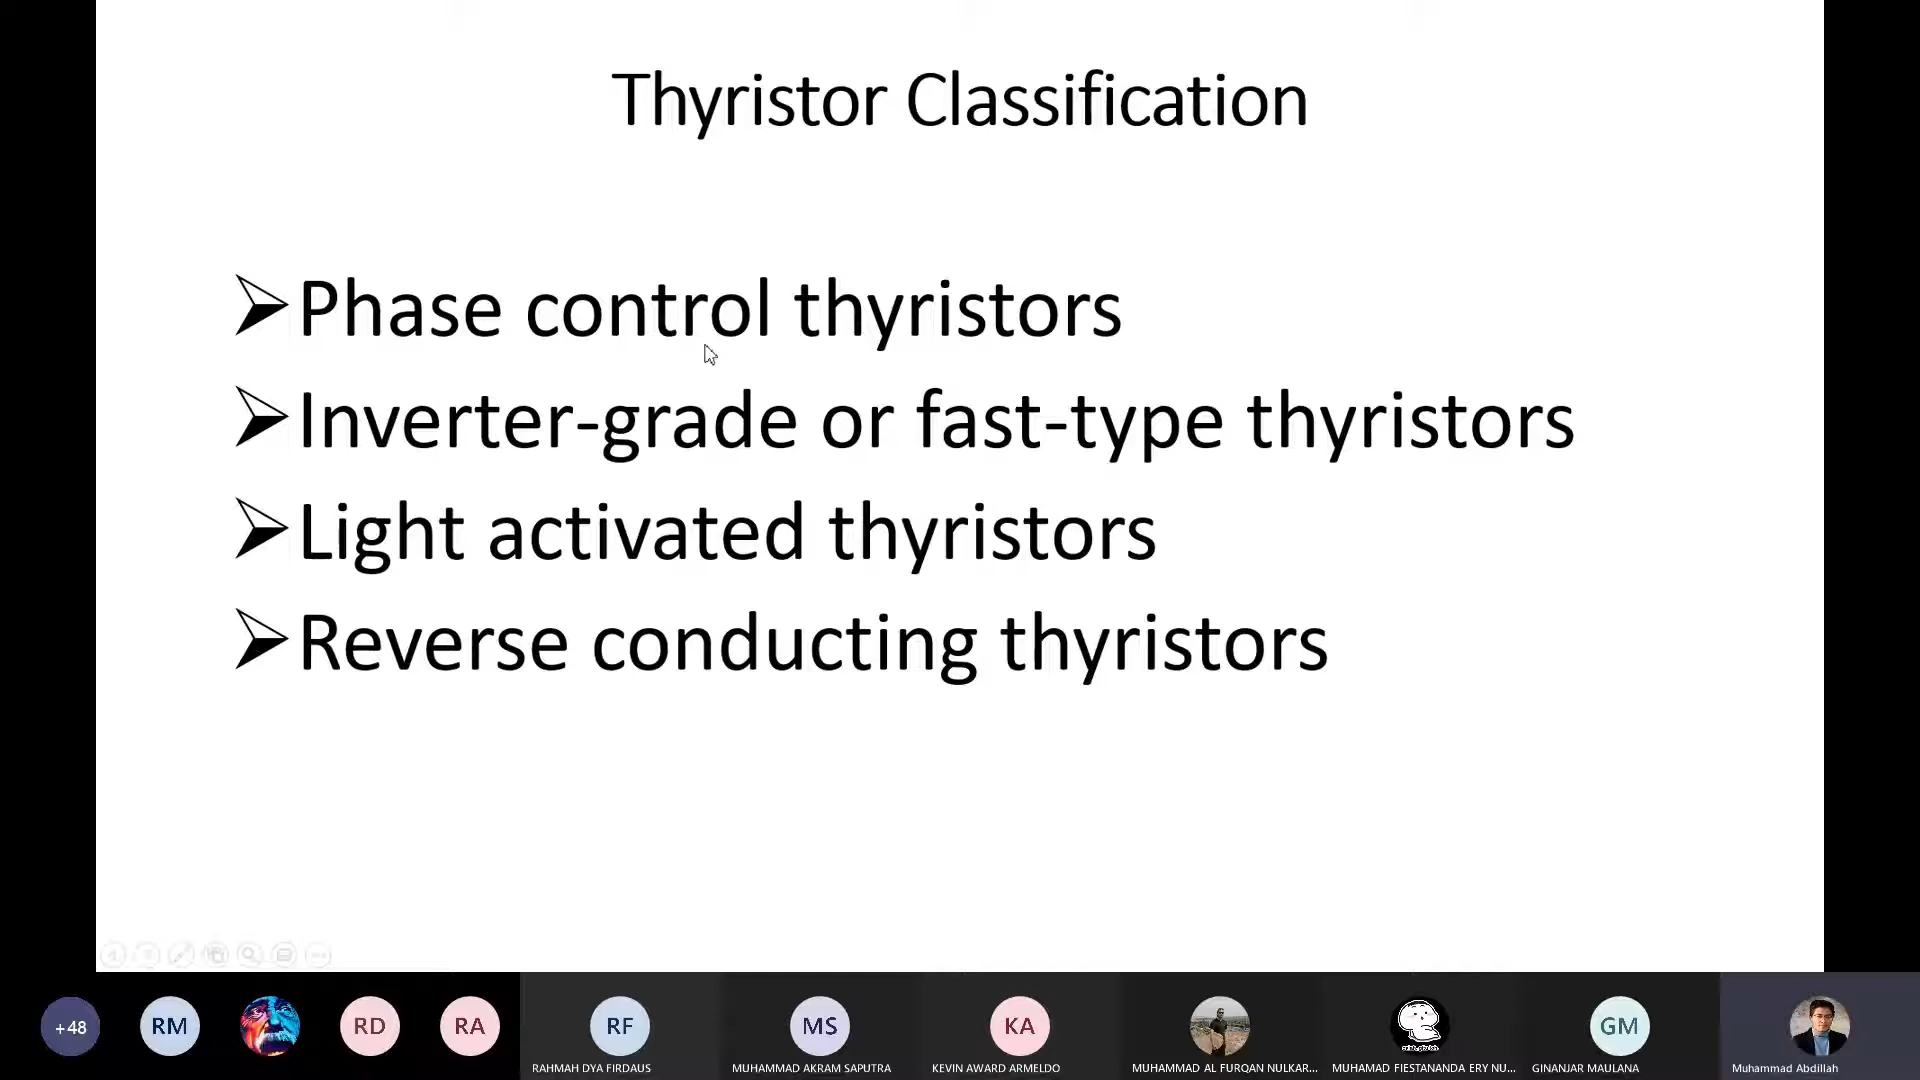 Thyristor Classification
Phase control thyristors
Inverter-grade or fast-type thyristors
Light activated thyristors
Reverse conducting thyristors
+48
RM
RD
RA
RF
MS
KA
GM
RAHMAH DYA FIRDAUS
MUHAMMAD AKRAM SAPUTRA
KEVIN AWARD ARMELDO
MUHAMMAD AL FURQAN NULKAR...
MUHAMAD FIESTANANDA ERY NU...
GINANJAR MAULANA
Muhammad Abdillah